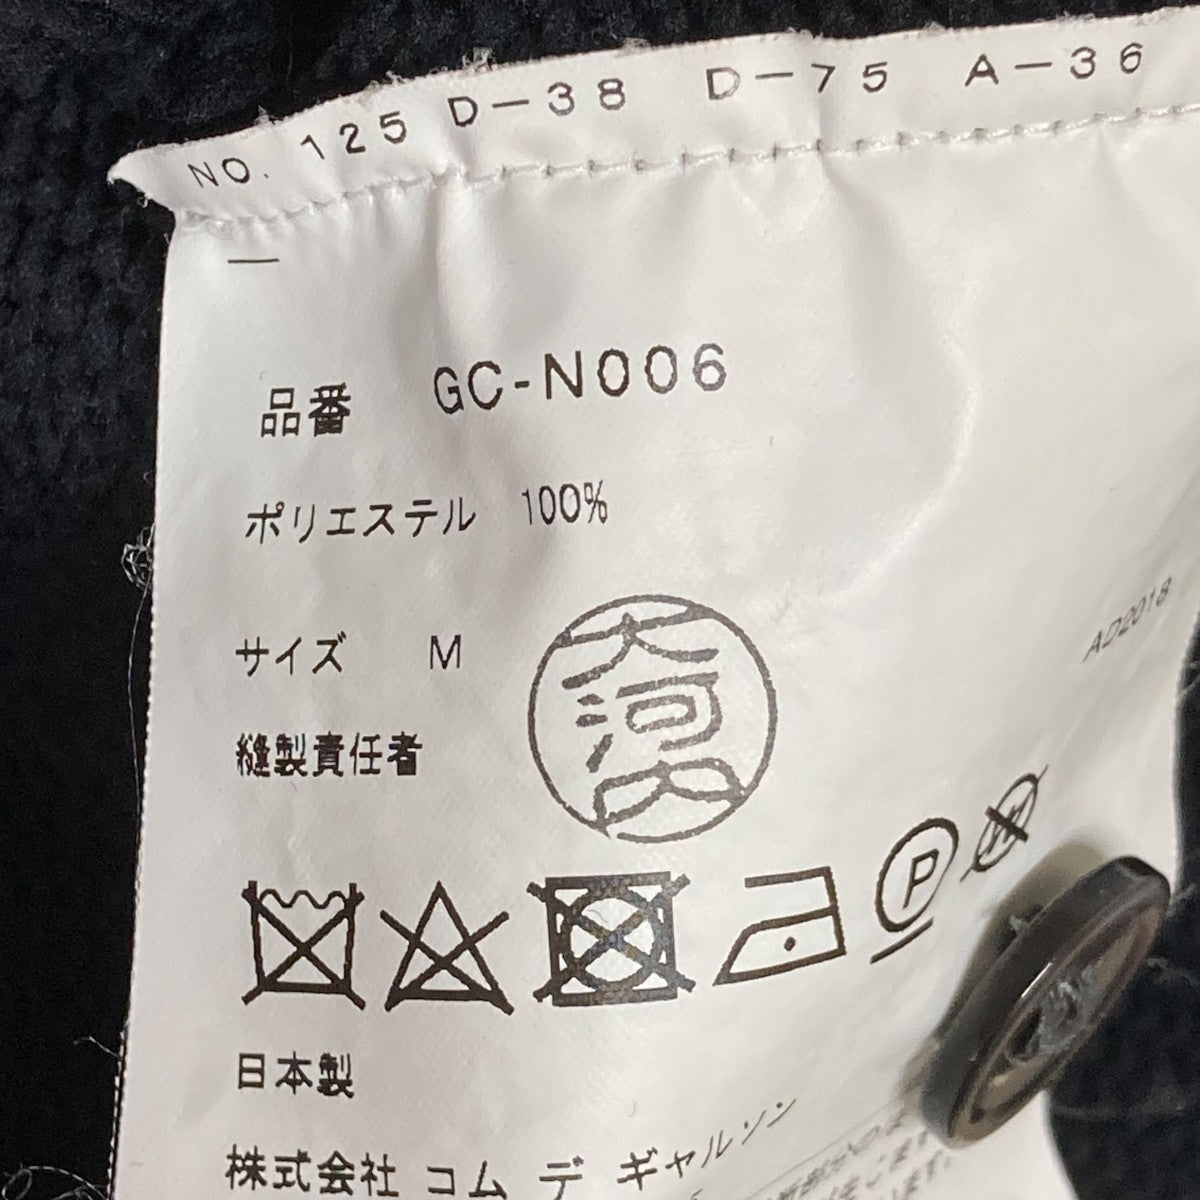 NO. 125 D-38 D-75 A-36
品番 GC-N006
ポリエステル 100%
サイズ M
大河内
縫製責任者
AD2018
P
W
日本製
株式会社 コム デ ギャルソン